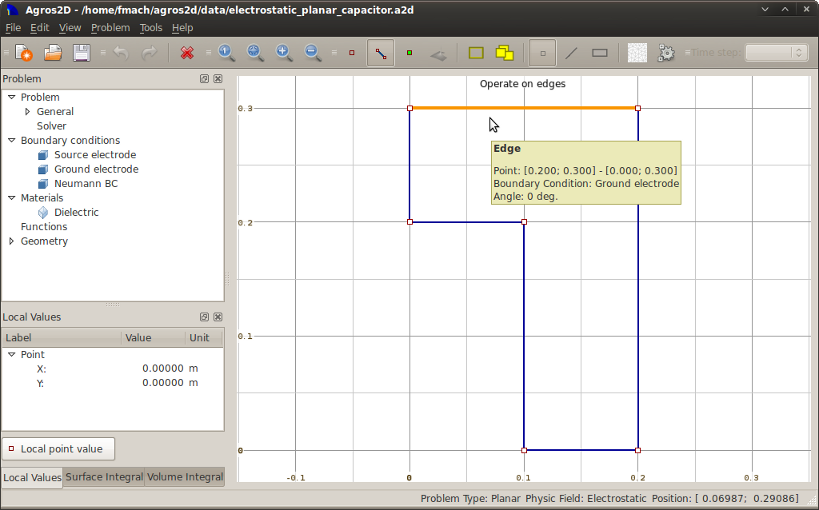 Agros2D - /home/fmach/agros2d/data/electrostatic_planar_capacitor.a2d
File Edit View Problem Tools Help
Time step:
Problem
Problem
General
Solver
Boundary conditions
Source electrode
Ground electrode
Neumann BC
Materials
Dielectric
Functions
Geometry
Local Values
Label Value Unit
Point
X: 0.00000 m
Y: 0.00000 m
Local point value
Local Values Surface Integral Volume Integral
Operate on edges
0.3
0.2
0.1
0
-0.1 0 0.1 0.2 0.3
Edge
Point: [0.200; 0.300] - [0.000; 0.300]
Boundary Condition: Ground electrode
Angle: 0 deg.
Problem Type: Planar Physic Field: Electrostatic Position: [ 0.06987; 0.29086]